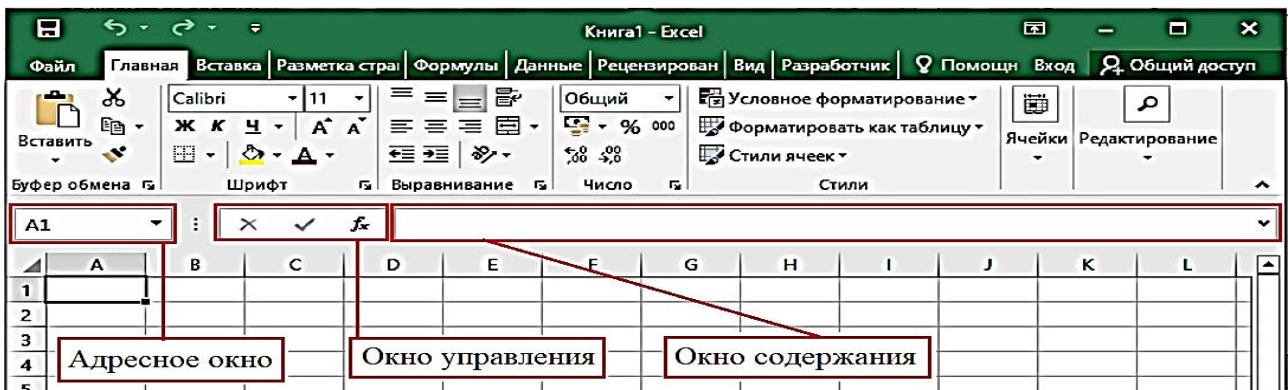 Книга1 - Excel
Файл Главная Вставка Разметка стра Формулы Данные Рецензирован Вид Разработчик Помощн Вход Общий доступ
Вставить
Буфер обмена
Calibri 11
Ж К Ч А А
А
Шрифт
Выравнивание
Общий
% 000
,00 ,0
Число
Условное форматирование
Форматировать как таблицу
Стили ячеек
Стили
Ячейки
Редактирование
A1 fx
A B C D E F G H I J K L
1
2
3
4
5
Адресное окно Окно управления Окно содержания